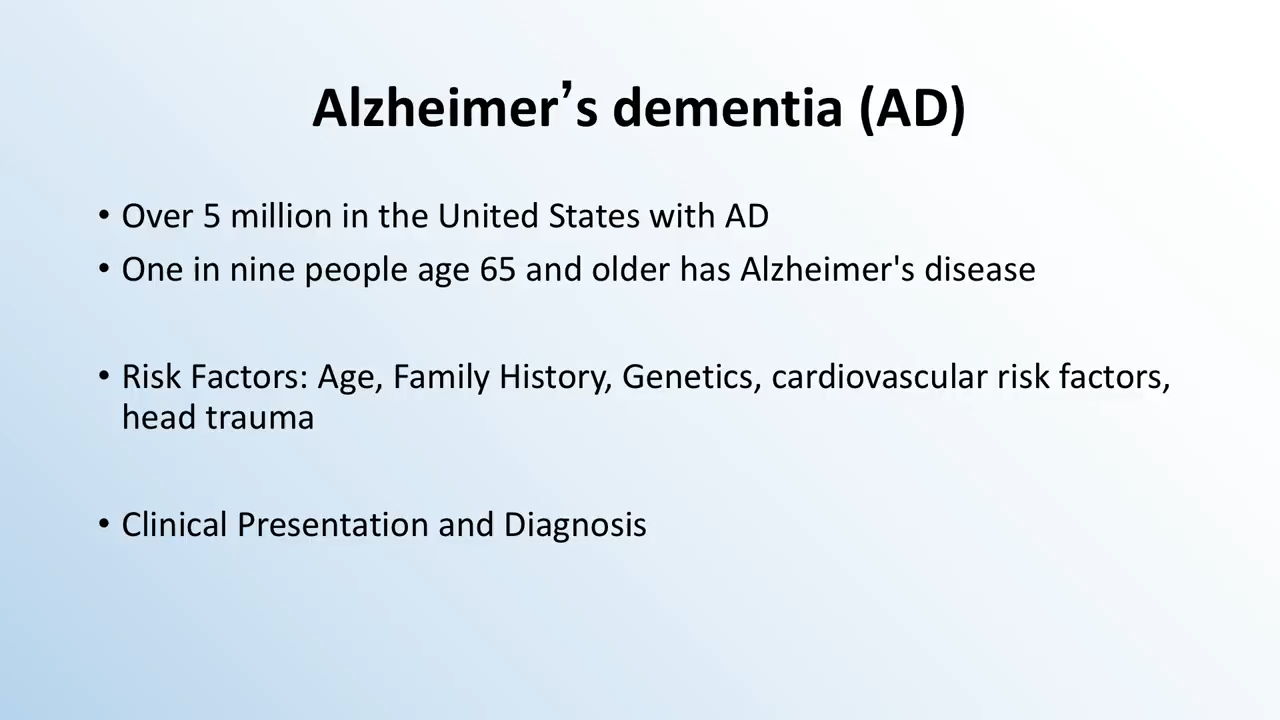 Alzheimer’s dementia (AD)
• Over 5 million in the United States with AD
• One in nine people age 65 and older has Alzheimer's disease
• Risk Factors: Age, Family History, Genetics, cardiovascular risk factors,
head trauma
• Clinical Presentation and Diagnosis